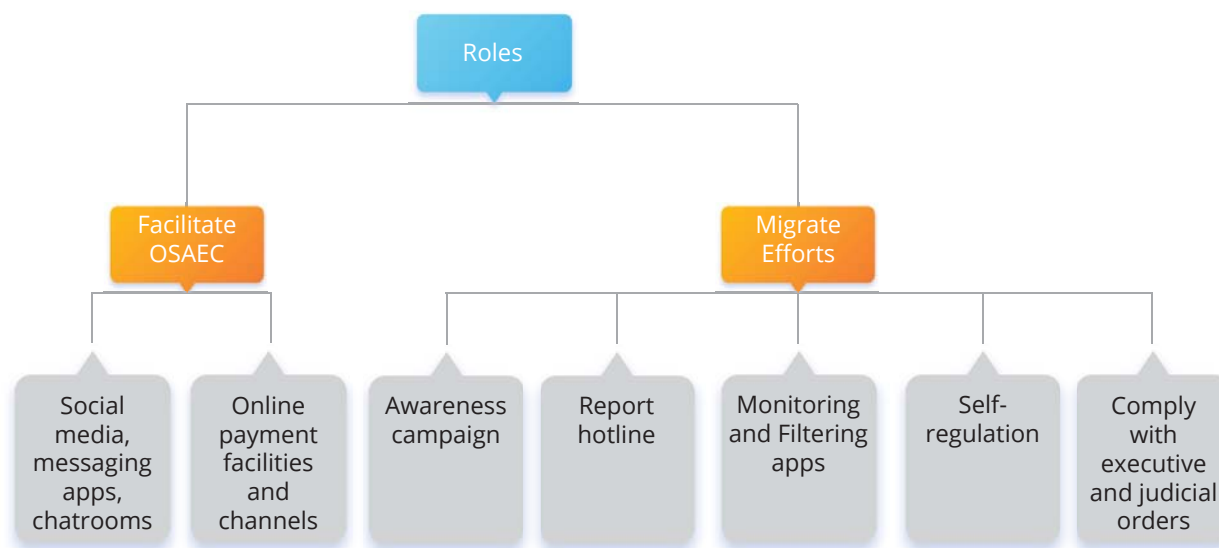 Roles
Facilitate
OSAEC
Migrate
Efforts
Social
media,
messaging
apps,
chatrooms
Online
payment
facilities
and
channels
Awareness
campaign
Report
hotline
Monitoring
and Filtering
apps
Self-
regulation
Comply
with
executive
and judicial
orders